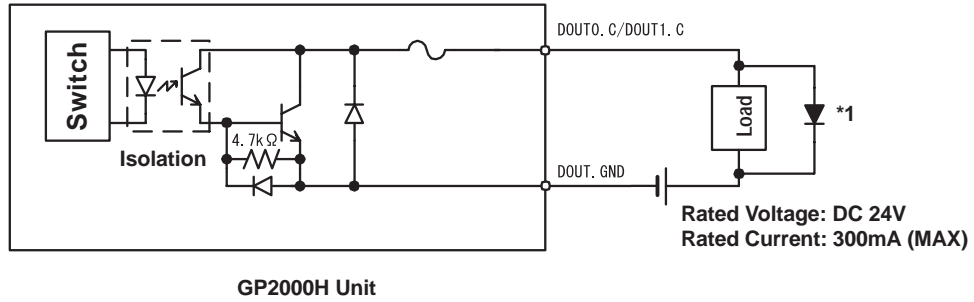 DOUT0.C/DOUT1.C
Switch
Load
*1
4.7kΩ
Isolation
DOUT.GND
Rated Voltage: DC 24V
Rated Current: 300mA (MAX)
GP2000H Unit